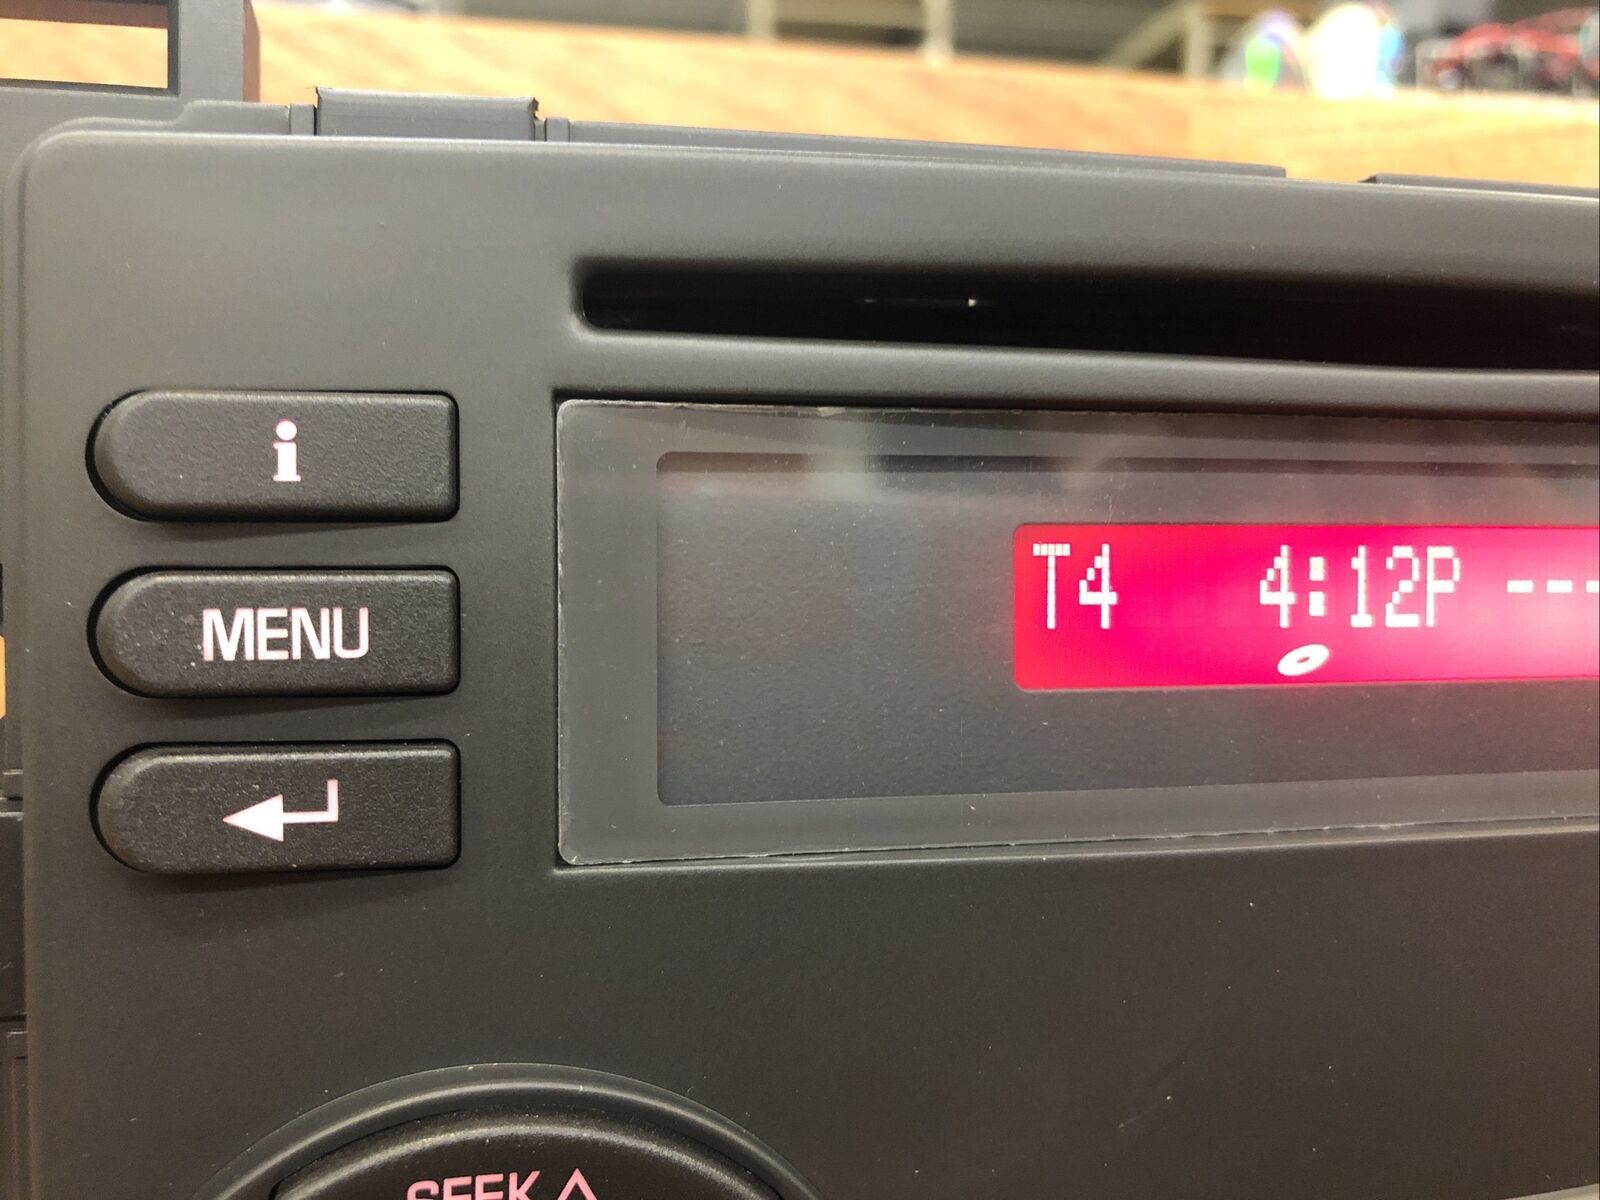 i
MENU
T4 4:12P ---
SEEK